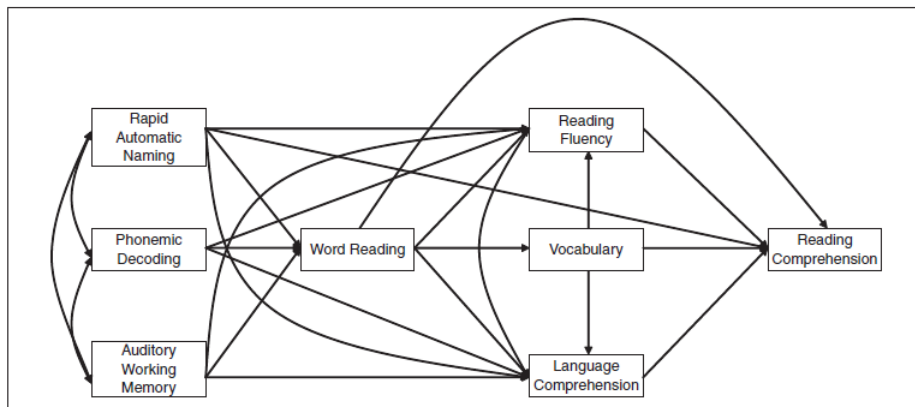 Rapid
Automatic
Naming
Reading
Fluency
Phonemic
Decoding
Word Reading
Vocabulary
Reading
Comprehension
Auditory
Working
Memory
Language
Comprehension